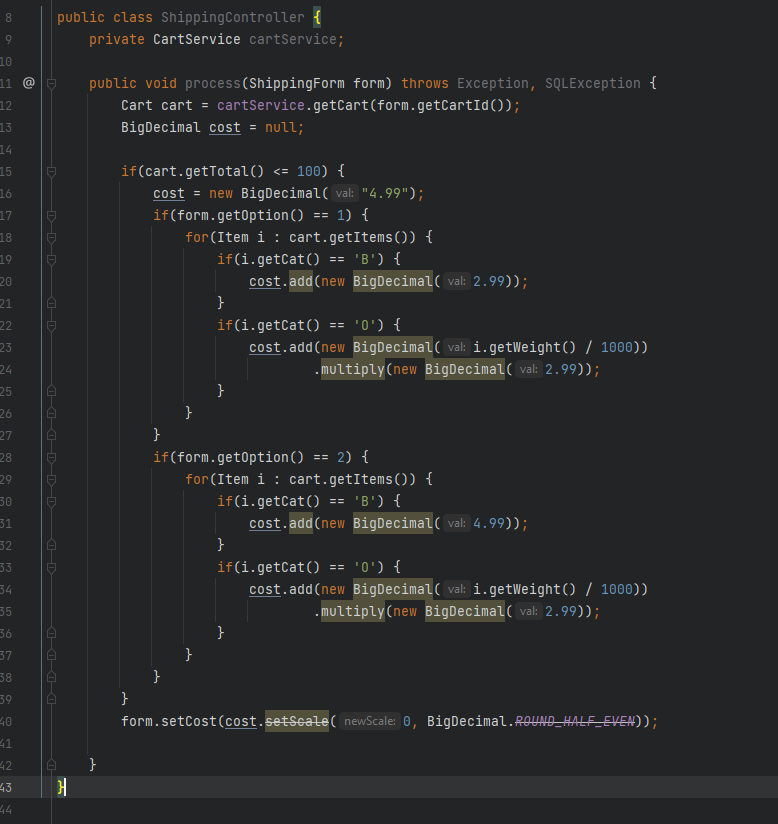 8 public class ShippingController {
9     private CartService cartService;
10
11 @     public void process(ShippingForm form) throws Exception, SQLException {
12         Cart cart = cartService.getCart(form.getCartId());
13         BigDecimal cost = null;
14
15         if(cart.getTotal() <= 100) {
16             cost = new BigDecimal( val: "4.99");
17             if(form.getOption() == 1) {
18                 for(Item i : cart.getItems()) {
19                     if(i.getCat() == 'B') {
20                         cost.add(new BigDecimal( val: 2.99));
21                     }
22                     if(i.getCat() == 'O') {
23                         cost.add(new BigDecimal( val: i.getWeight() / 1000))
24                                 .multiply(new BigDecimal( val: 2.99));
25                     }
26                 }
27             }
28             if(form.getOption() == 2) {
29                 for(Item i : cart.getItems()) {
30                     if(i.getCat() == 'B') {
31                         cost.add(new BigDecimal( val: 4.99));
32                     }
33                     if(i.getCat() == 'O') {
34                         cost.add(new BigDecimal( val: i.getWeight() / 1000))
35                                 .multiply(new BigDecimal( val: 2.99));
36                     }
37                 }
38             }
39         }
40         form.setCost(cost.setScale( newScale: 0, BigDecimal.ROUND_HALF_EVEN));
41
42     }
43 }
44